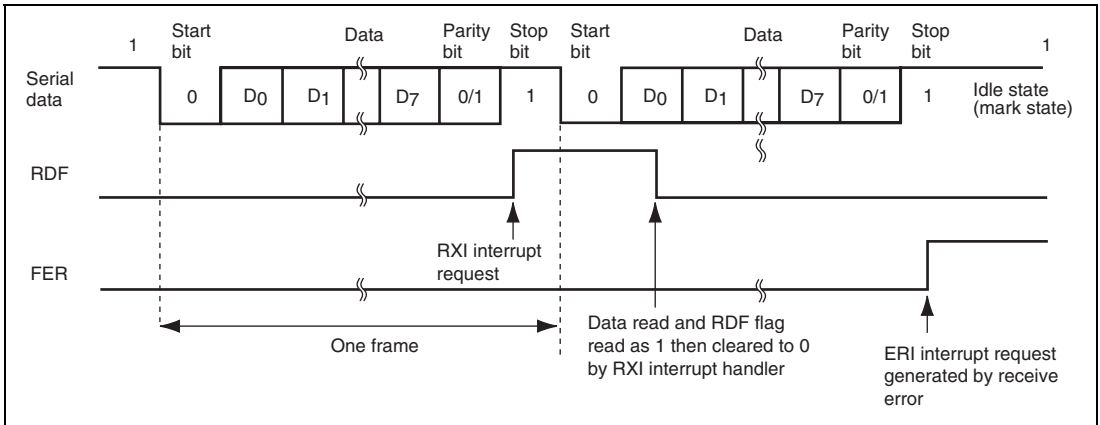 1 Start bit Data Parity bit Stop bit Start bit Data Parity bit Stop bit 1
Serial data 0 D0 D1 D7 0/1 1 0 D0 D1 D7 0/1 1 Idle state (mark state)
RDF
RXI interrupt
request
FER
One frame
Data read and RDF flag
read as 1 then cleared to 0
by RXI interrupt handler
ERI interrupt request
generated by receive
error